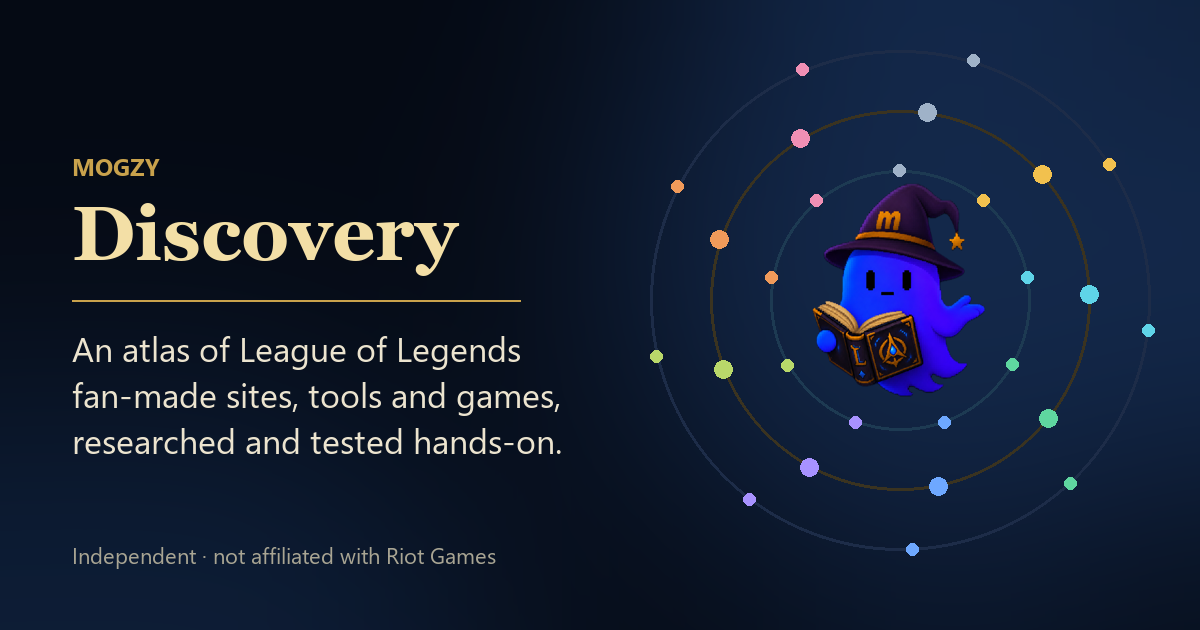 MOGZY
Discovery
An atlas of League of Legends
fan-made sites, tools and games,
researched and tested hands-on.
Independent · not affiliated with Riot Games
m
L